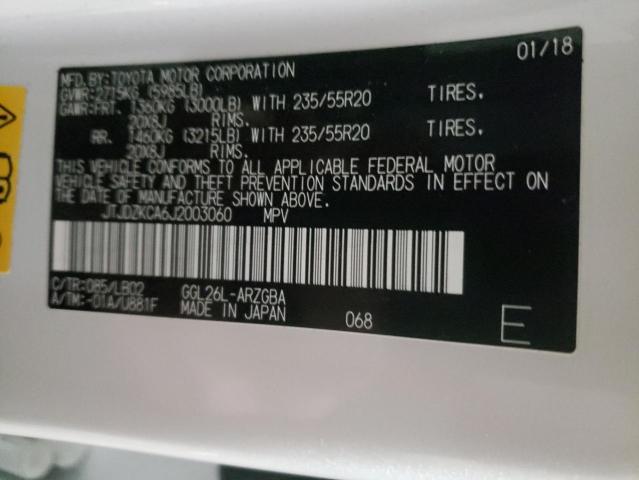 01/18
MFD.BY:TOYOTA MOTOR CORPORATION
GVWR:2715KG (5985LB)
GAWR:FRT. 1360KG (3000LB) WITH 235/55R20 TIRES.
20X8J RIMS.
RR. 1460KG (3215LB) WITH 235/55R20 TIRES.
20X8J RIMS.
THIS VEHICLE CONFORMS TO ALL APPLICABLE FEDERAL MOTOR
VEHICLE SAFETY AND THEFT PREVENTION STANDARDS IN EFFECT ON
THE DATE OF MANUFACTURE SHOWN ABOVE.
JTJDZKCA6J2003060 MPV
C/TR:085/LB02 GGL26L-ARZGBA
A/TM:-01A/U881F MADE IN JAPAN 068
E